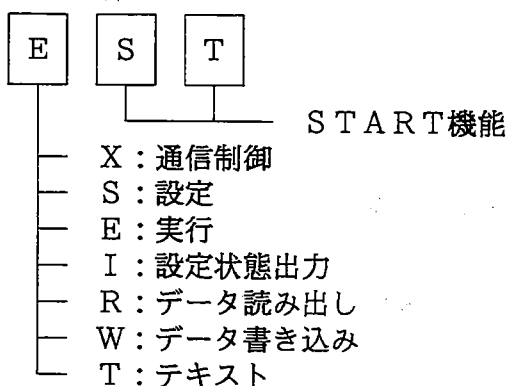 E S T
START機能
X：通信制御
S：設定
E：実行
I：設定状態出力
R：データ読み出し
W：データ書き込み
T：テキスト